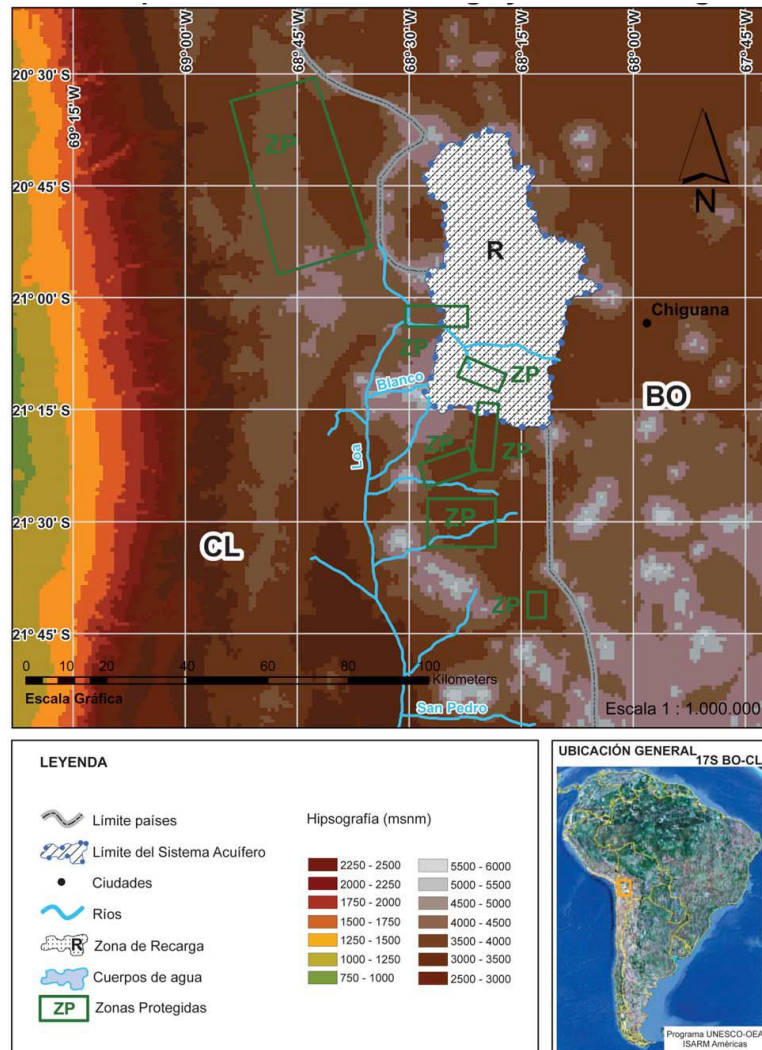 69° 15' W
69° 00' W
68° 45' W
68° 30' W
68° 15' W
68° 00' W
67° 45' W
20° 30' S
20° 45' S
21° 00' S
21° 15' S
21° 30' S
21° 45' S
ZP
N
R
Chiguana
ZP
ZP
Blanco
BO
ZP
ZP
Loa
ZP
CL
ZP
0 10 20 40 60 80 100
Kilometers
Escala Gráfica
San Pedro
Escala 1 : 1.000.000
LEYENDA
Límite países
Límite del Sistema Acuífero
Ciudades
Ríos
R Zona de Recarga
Cuerpos de agua
ZP Zonas Protegidas
Hipsografía (msnm)
2250 - 2500
2000 - 2250
1750 - 2000
1500 - 1750
1250 - 1500
1000 - 1250
750 - 1000
5500 - 6000
5000 - 5500
4500 - 5000
4000 - 4500
3500 - 4000
3000 - 3500
2500 - 3000
UBICACIÓN GENERAL
17S BO-CL
Programa UNESCO-OEA
ISARM Américas